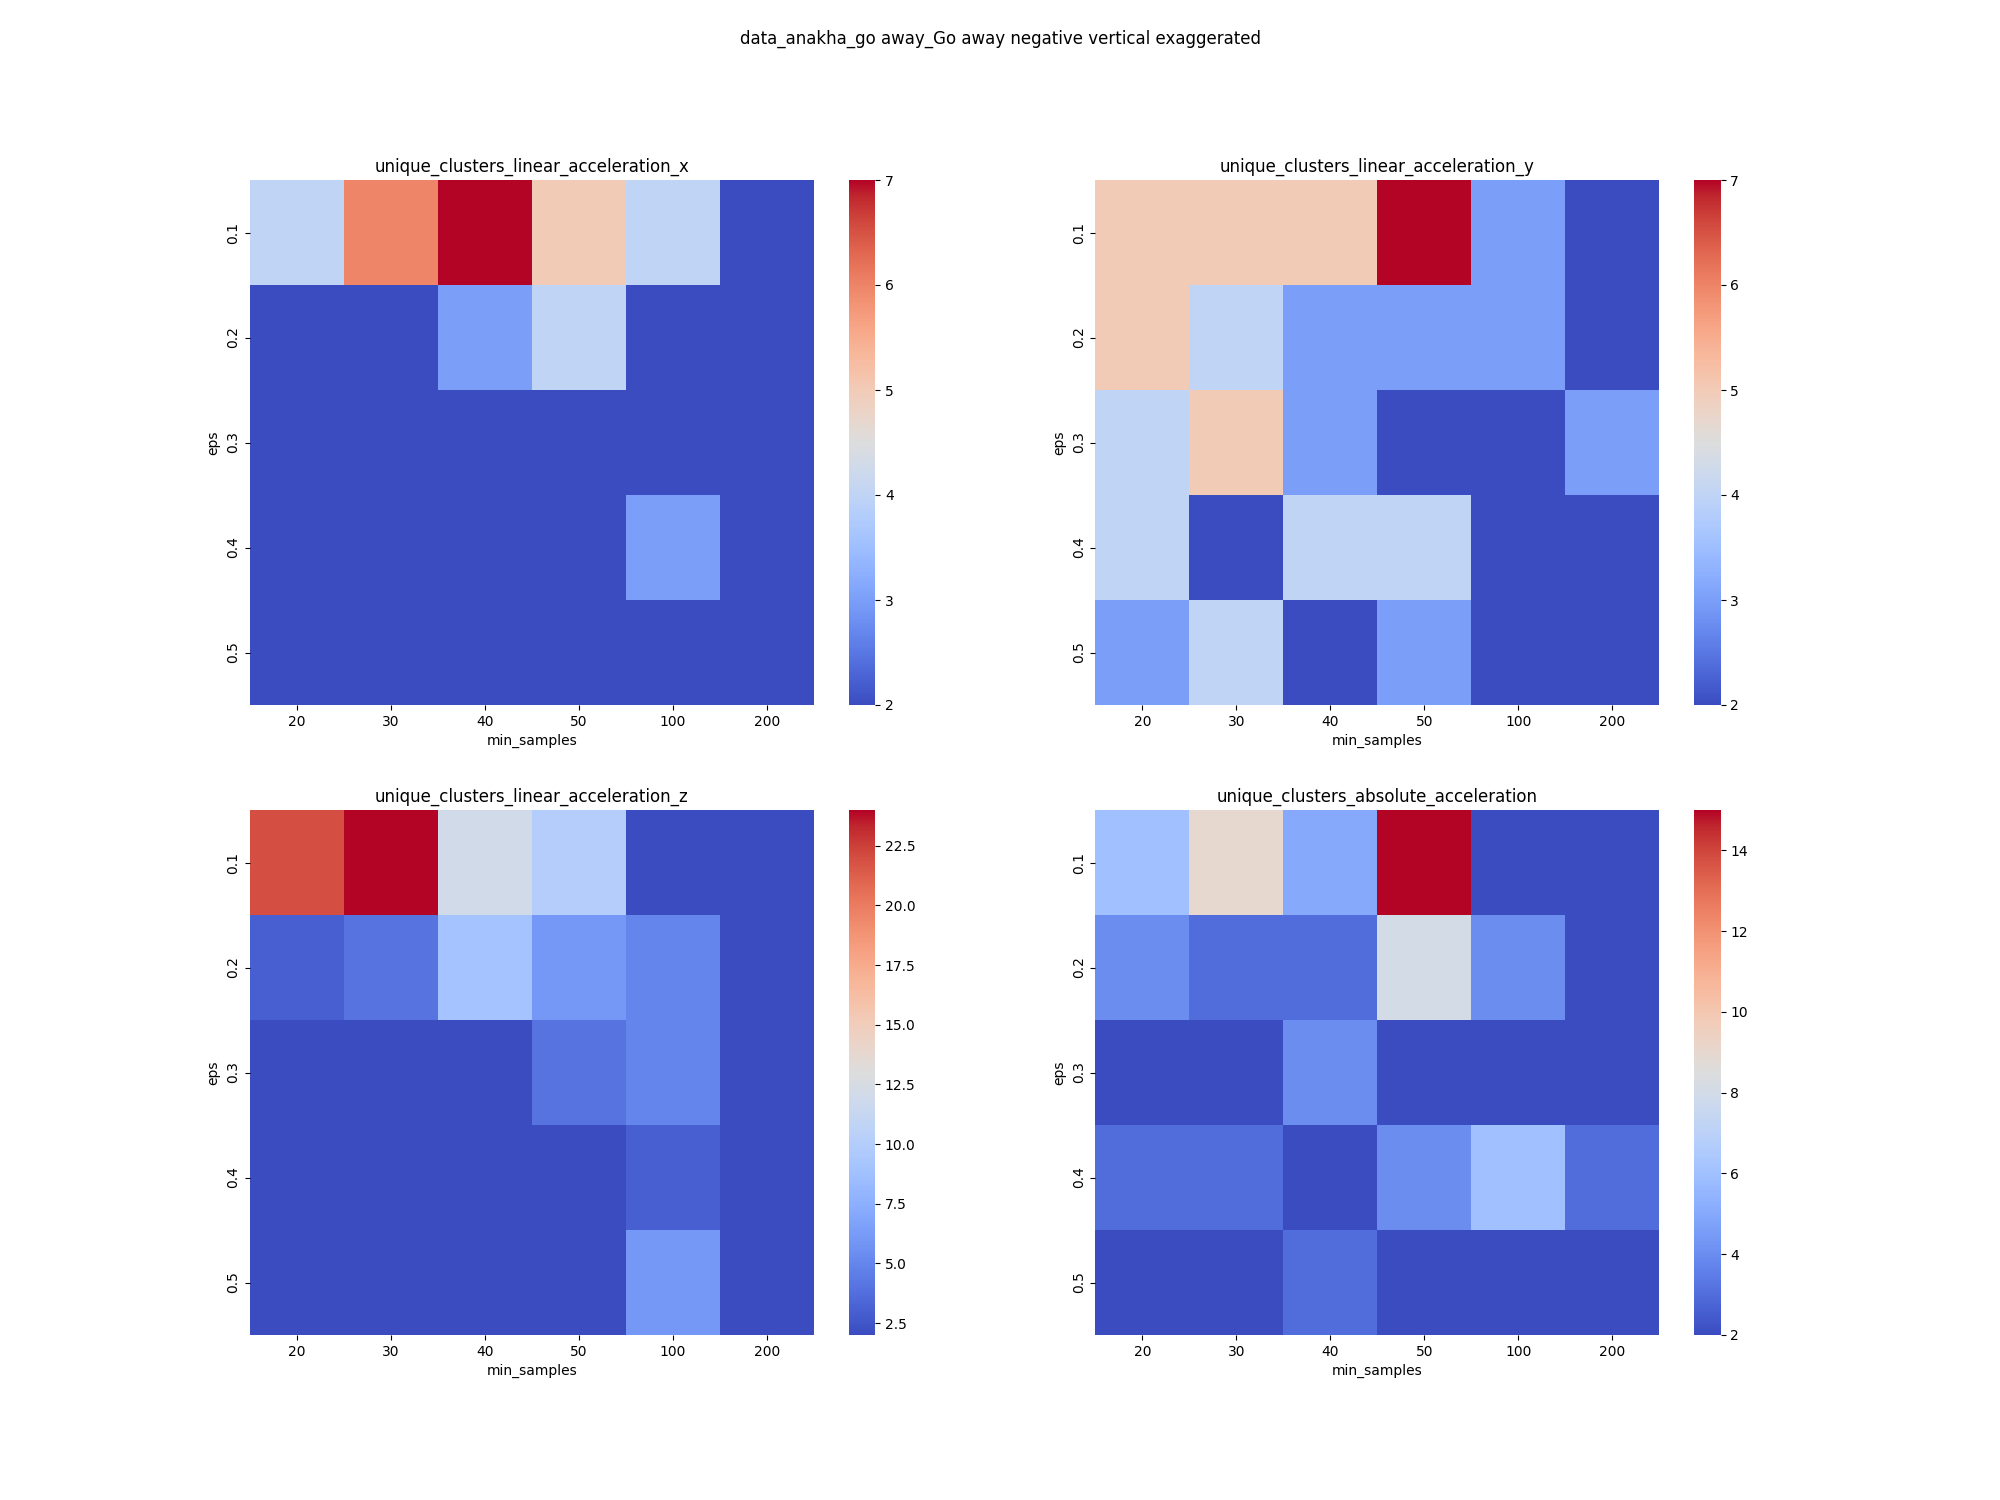 data_anakha_go away_Go away negative vertical exaggerated
unique_clusters_linear_acceleration_x
eps
0.1
0.2
0.3
0.4
0.5
20 30 40 50 100 200
min_samples
7
6
5
4
3
2
unique_clusters_linear_acceleration_y
eps
0.1
0.2
0.3
0.4
0.5
20 30 40 50 100 200
min_samples
7
6
5
4
3
2
unique_clusters_linear_acceleration_z
eps
0.1
0.2
0.3
0.4
0.5
20 30 40 50 100 200
min_samples
22.5
20.0
17.5
15.0
12.5
10.0
7.5
5.0
2.5
unique_clusters_absolute_acceleration
eps
0.1
0.2
0.3
0.4
0.5
20 30 40 50 100 200
min_samples
14
12
10
8
6
4
2